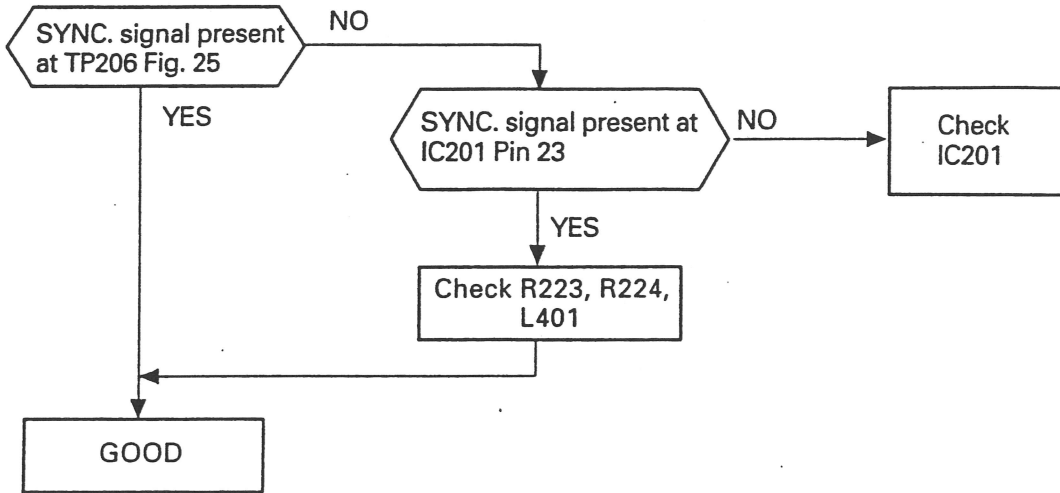 SYNC. signal present
at TP206 Fig. 25
NO
YES
SYNC. signal present at
IC201 Pin 23
NO
Check
IC201
YES
Check R223, R224,
L401
GOOD